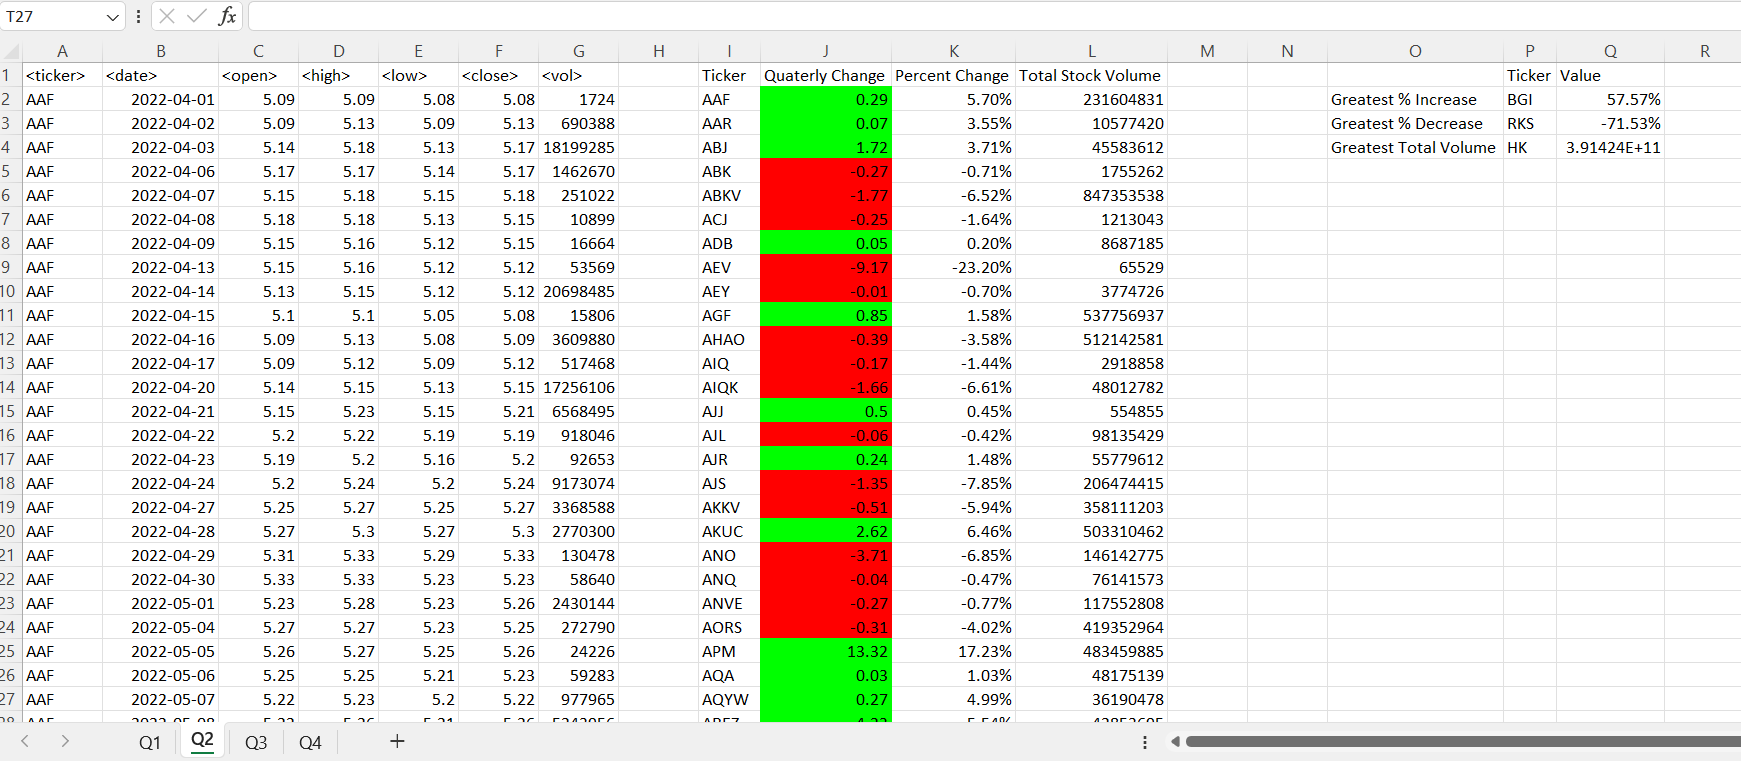 T27 fx
A B C D E F G H I J K L M N O P Q R
1 <ticker> <date> <open> <high> <low> <close> <vol> Ticker Quaterly Change Percent Change Total Stock Volume Ticker Value
2 AAF 2022-04-01 5.09 5.09 5.08 5.08 1724 AAF 0.29 5.70% 231604831 Greatest % Increase BGI 57.57%
3 AAF 2022-04-02 5.09 5.13 5.09 5.13 690388 AAR 0.07 3.55% 10577420 Greatest % Decrease RKS -71.53%
4 AAF 2022-04-03 5.14 5.18 5.13 5.17 18199285 ABJ 1.72 3.71% 45583612 Greatest Total Volume HK 3.91424E+11
5 AAF 2022-04-06 5.17 5.17 5.14 5.17 1462670 ABK -0.27 -0.71% 1755262
6 AAF 2022-04-07 5.15 5.18 5.15 5.18 251022 ABKV -1.77 -6.52% 847353538
7 AAF 2022-04-08 5.18 5.18 5.13 5.15 10899 ACJ -0.25 -1.64% 1213043
8 AAF 2022-04-09 5.15 5.16 5.12 5.15 16664 ADB 0.05 0.20% 8687185
9 AAF 2022-04-13 5.15 5.16 5.12 5.12 53569 AEV -9.17 -23.20% 65529
10 AAF 2022-04-14 5.13 5.15 5.12 5.12 20698485 AEY -0.01 -0.70% 3774726
11 AAF 2022-04-15 5.1 5.1 5.05 5.08 15806 AGF 0.85 1.58% 537756937
12 AAF 2022-04-16 5.09 5.13 5.08 5.09 3609880 AHAO -0.39 -3.58% 512142581
13 AAF 2022-04-17 5.09 5.12 5.09 5.12 517468 AIQ -0.17 -1.44% 2918858
14 AAF 2022-04-20 5.14 5.15 5.13 5.15 17256106 AIQK -1.66 -6.61% 48012782
15 AAF 2022-04-21 5.15 5.23 5.15 5.21 6568495 AJJ 0.5 0.45% 554855
16 AAF 2022-04-22 5.2 5.22 5.19 5.19 918046 AJL -0.06 -0.42% 98135429
17 AAF 2022-04-23 5.19 5.2 5.16 5.2 92653 AJR 0.24 1.48% 55779612
18 AAF 2022-04-24 5.2 5.24 5.2 5.24 9173074 AJS -1.35 -7.85% 206474415
19 AAF 2022-04-27 5.25 5.27 5.25 5.27 3368588 AKKV -0.51 -5.94% 358111203
20 AAF 2022-04-28 5.27 5.3 5.27 5.3 2770300 AKUC 2.62 6.46% 503310462
21 AAF 2022-04-29 5.31 5.33 5.29 5.33 130478 ANO -3.71 -6.85% 146142775
22 AAF 2022-04-30 5.33 5.33 5.23 5.23 58640 ANQ -0.04 -0.47% 76141573
23 AAF 2022-05-01 5.23 5.28 5.23 5.26 2430144 ANVE -0.27 -0.77% 117552808
24 AAF 2022-05-04 5.27 5.27 5.23 5.25 272790 AORS -0.31 -4.02% 419352964
25 AAF 2022-05-05 5.26 5.27 5.25 5.26 24226 APM 13.32 17.23% 483459885
26 AAF 2022-05-06 5.25 5.25 5.21 5.23 59283 AQA 0.03 1.03% 48175139
27 AAF 2022-05-07 5.22 5.23 5.2 5.22 977965 AQYW 0.27 4.99% 36190478
Q1 Q2 Q3 Q4